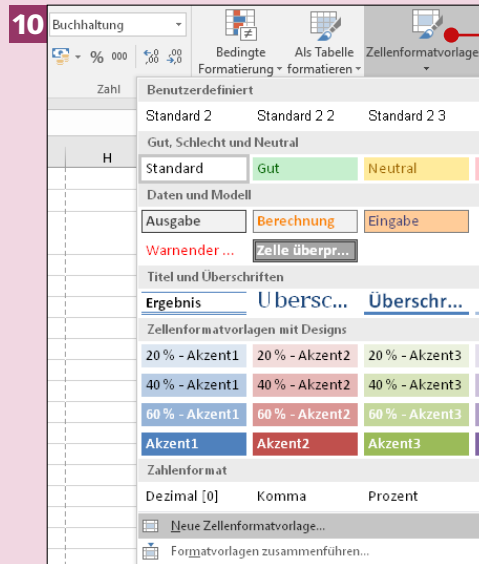 10
Buchhaltung
% 000
Zahl
Bedingte Formatierung
Als Tabelle formatieren
Zellenformatvorlage
H
Benutzerdefiniert
Standard 2 Standard 2 2 Standard 2 3
Gut, Schlecht und Neutral
Standard Gut Neutral
Daten und Modell
Ausgabe Berechnung Eingabe
Warnender ... Zelle überpr...
Titel und Überschriften
Ergebnis Übersc... Überschr...
Zellenformatvorlagen mit Designs
20 % - Akzent1 20 % - Akzent2 20 % - Akzent3
40 % - Akzent1 40 % - Akzent2 40 % - Akzent3
60 % - Akzent1 60 % - Akzent2 60 % - Akzent3
Akzent1 Akzent2 Akzent3
Zahlenformat
Dezimal [0] Komma Prozent
Neue Zellenformatvorlage...
Formatvorlagen zusammenführen...